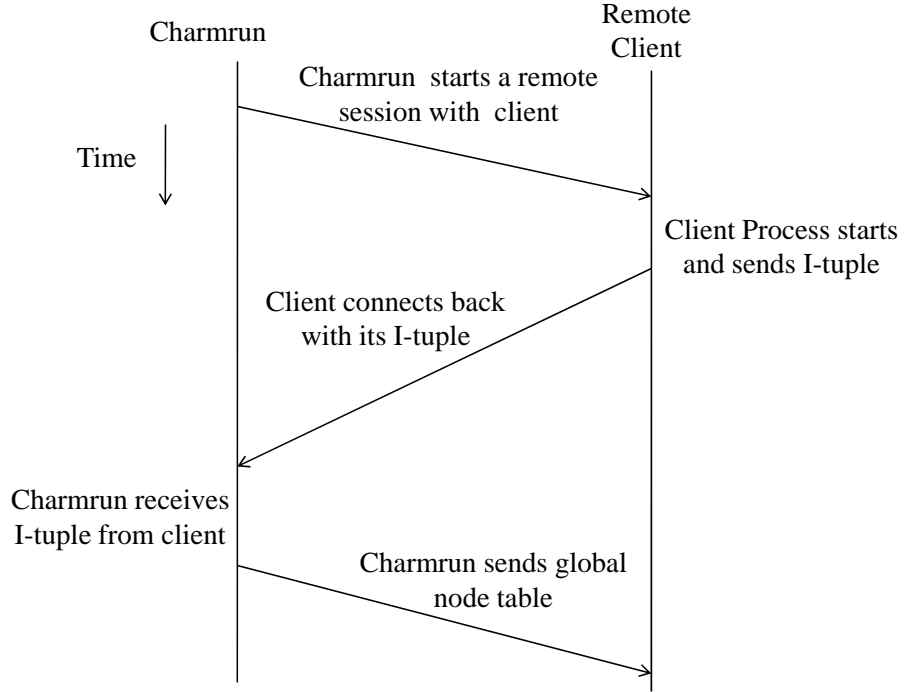 Charmrun
Remote
Client
Charmrun starts a remote
session with client
Time
Client Process starts
and sends I-tuple
Client connects back
with its I-tuple
Charmrun receives
I-tuple from client
Charmrun sends global
node table